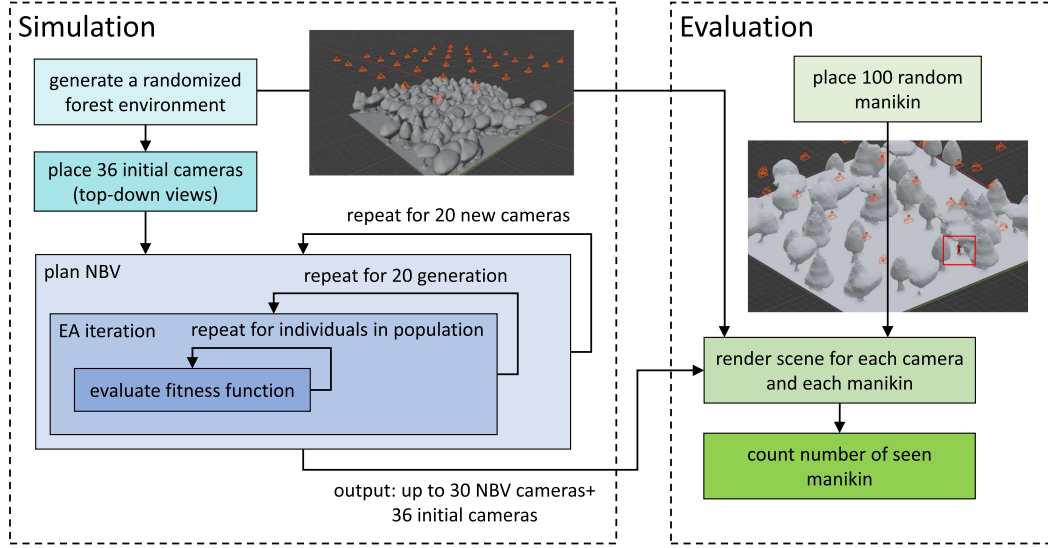 Simulation
generate a randomized
forest environment
place 36 initial cameras
(top-down views)
repeat for 20 new cameras
plan NBV
repeat for 20 generation
EA iteration
repeat for individuals in population
evaluate fitness function
output: up to 30 NBV cameras+
36 initial cameras
Evaluation
place 100 random
manikin
render scene for each camera
and each manikin
count number of seen
manikin